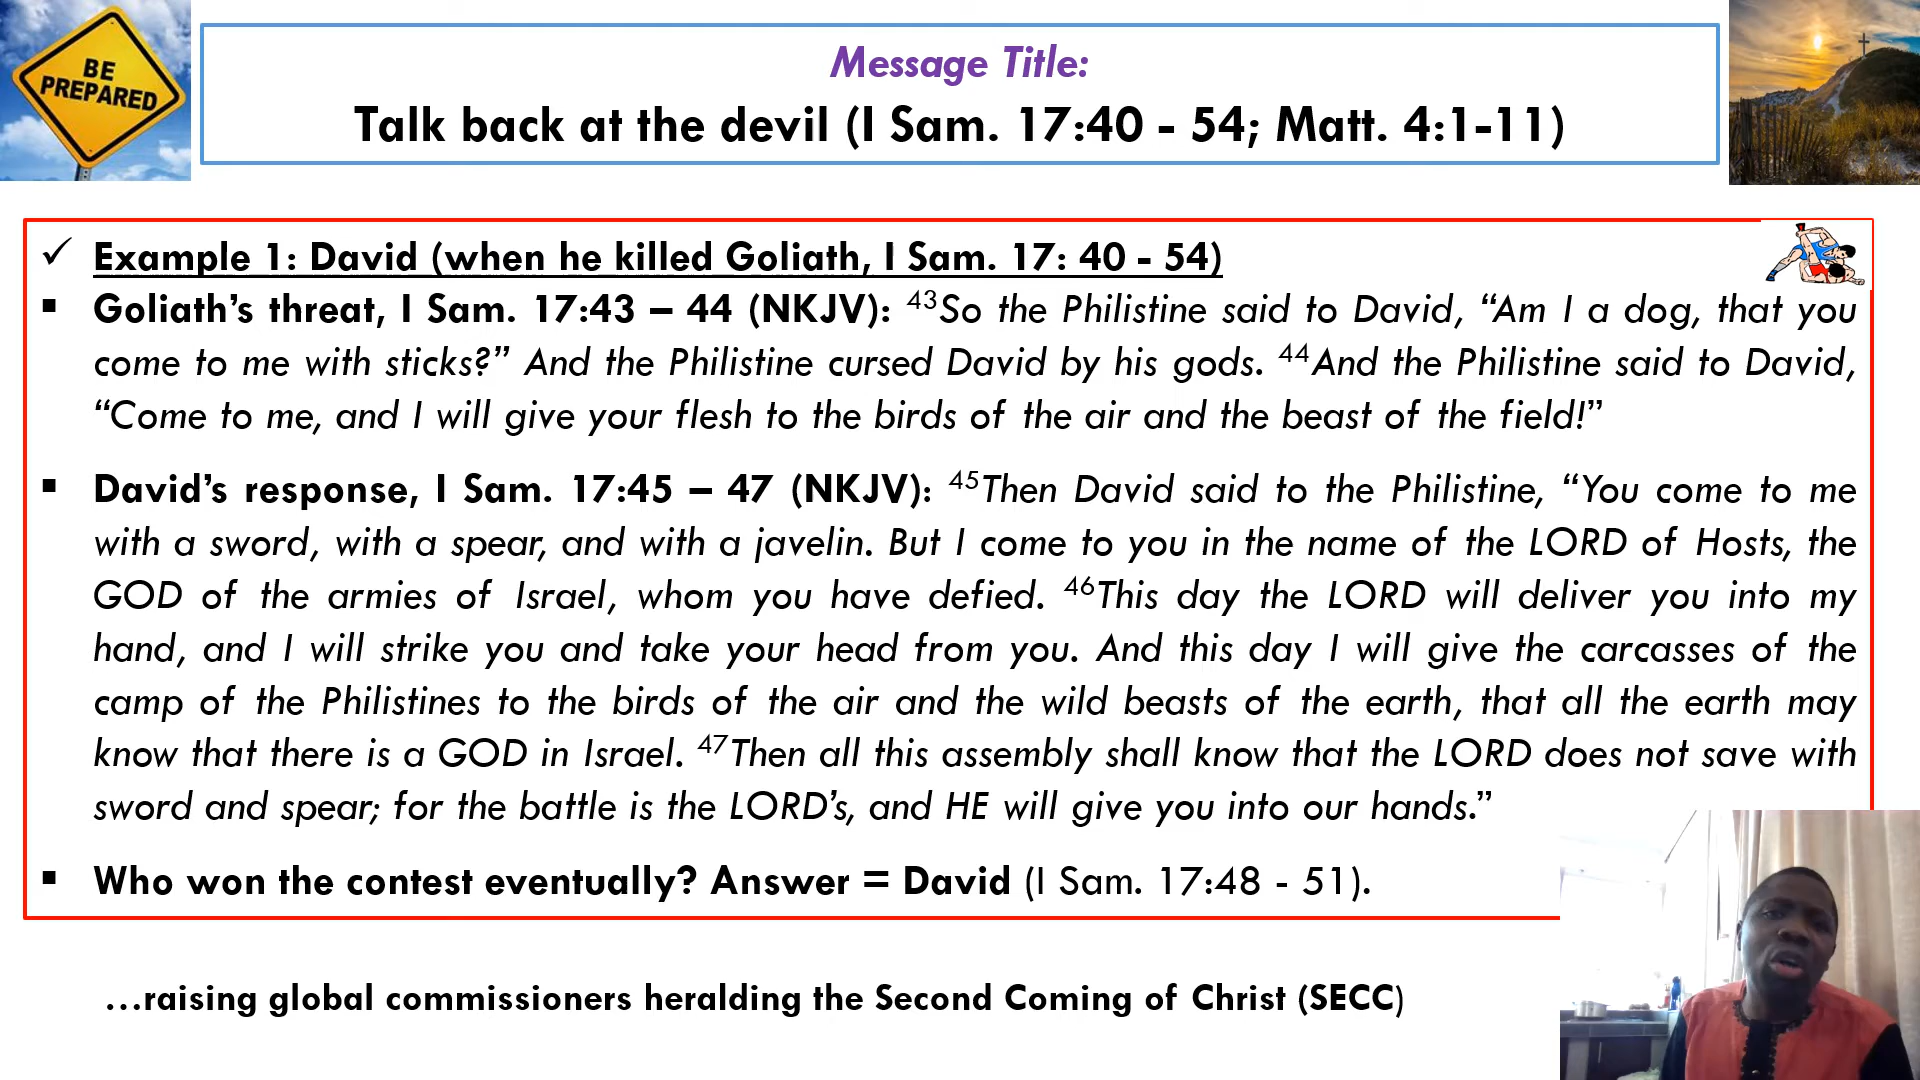 BE
PREPARED
Message Title:
Talk back at the devil (I Sam. 17:40 - 54; Matt. 4:1-11)
✓ Example 1: David (when he killed Goliath, I Sam. 17: 40 - 54)
▪ Goliath’s threat, I Sam. 17:43 – 44 (NKJV): 43So the Philistine said to David, “Am I a dog, that you
come to me with sticks?” And the Philistine cursed David by his gods. 44And the Philistine said to David,
“Come to me, and I will give your flesh to the birds of the air and the beast of the field!”
▪ David’s response, I Sam. 17:45 – 47 (NKJV): 45Then David said to the Philistine, “You come to me
with a sword, with a spear, and with a javelin. But I come to you in the name of the LORD of Hosts, the
GOD of the armies of Israel, whom you have defied. 46This day the LORD will deliver you into my
hand, and I will strike you and take your head from you. And this day I will give the carcasses of the
camp of the Philistines to the birds of the air and the wild beasts of the earth, that all the earth may
know that there is a GOD in Israel. 47Then all this assembly shall know that the LORD does not save with
sword and spear; for the battle is the LORD’s, and HE will give you into our hands.”
▪ Who won the contest eventually? Answer = David (I Sam. 17:48 - 51).
…raising global commissioners heralding the Second Coming of Christ (SECC)